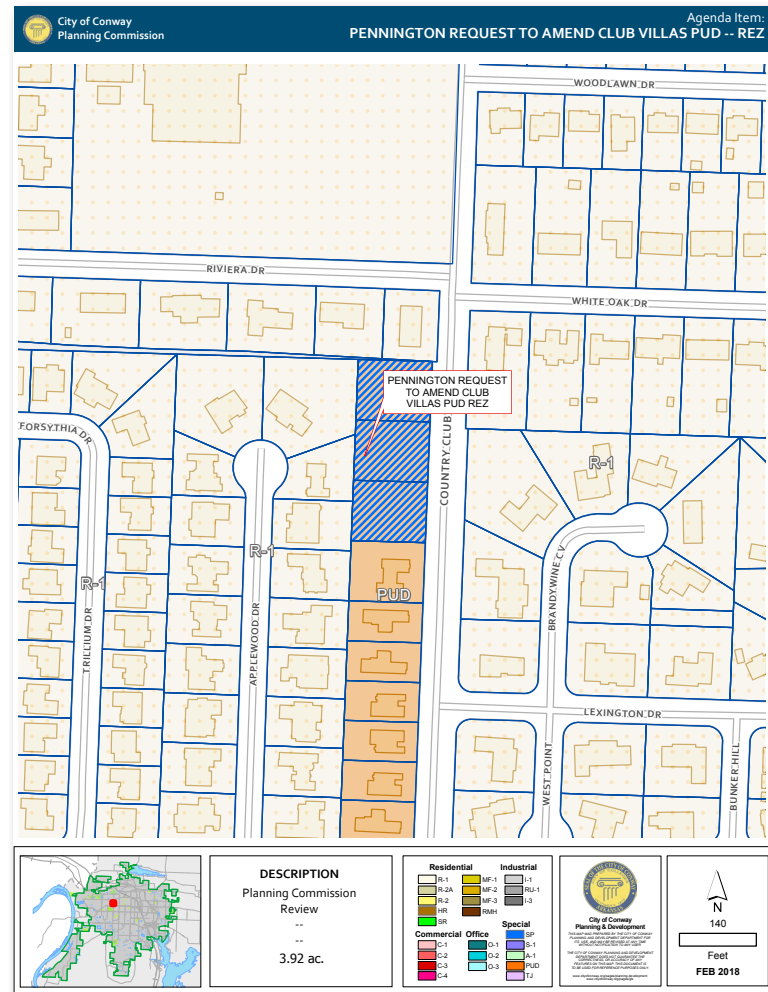 City of Conway
Planning Commission
Agenda Item:
PENNINGTON REQUEST TO AMEND CLUB VILLAS PUD -- REZ
WOODLAWN DR
RIVIERA DR
WHITE OAK DR
PENNINGTON REQUEST
TO AMEND CLUB
VILLAS PUD REZ
FORSYTHIA DR
COUNTRY CLUB
R-1
R-1
R-1
PUD
BRANDYWINE CV
TRILLIUM DR
APPLEWOOD DR
LEXINGTON DR
WEST POINT
BUNKER HILL
DESCRIPTION
Planning Commission
Review
--
--
3.92 ac.
Residential
R-1
R-2A
R-2
HR
SR
MF-1
MF-2
MF-3
RMH
Industrial
I-1
RU-1
I-3
Commercial
C-1
C-2
C-3
C-4
Office
O-1
O-2
O-3
Special
SP
S-1
A-1
PUD
TJ
City of Conway
Planning & Development
N
140
Feet
FEB 2018